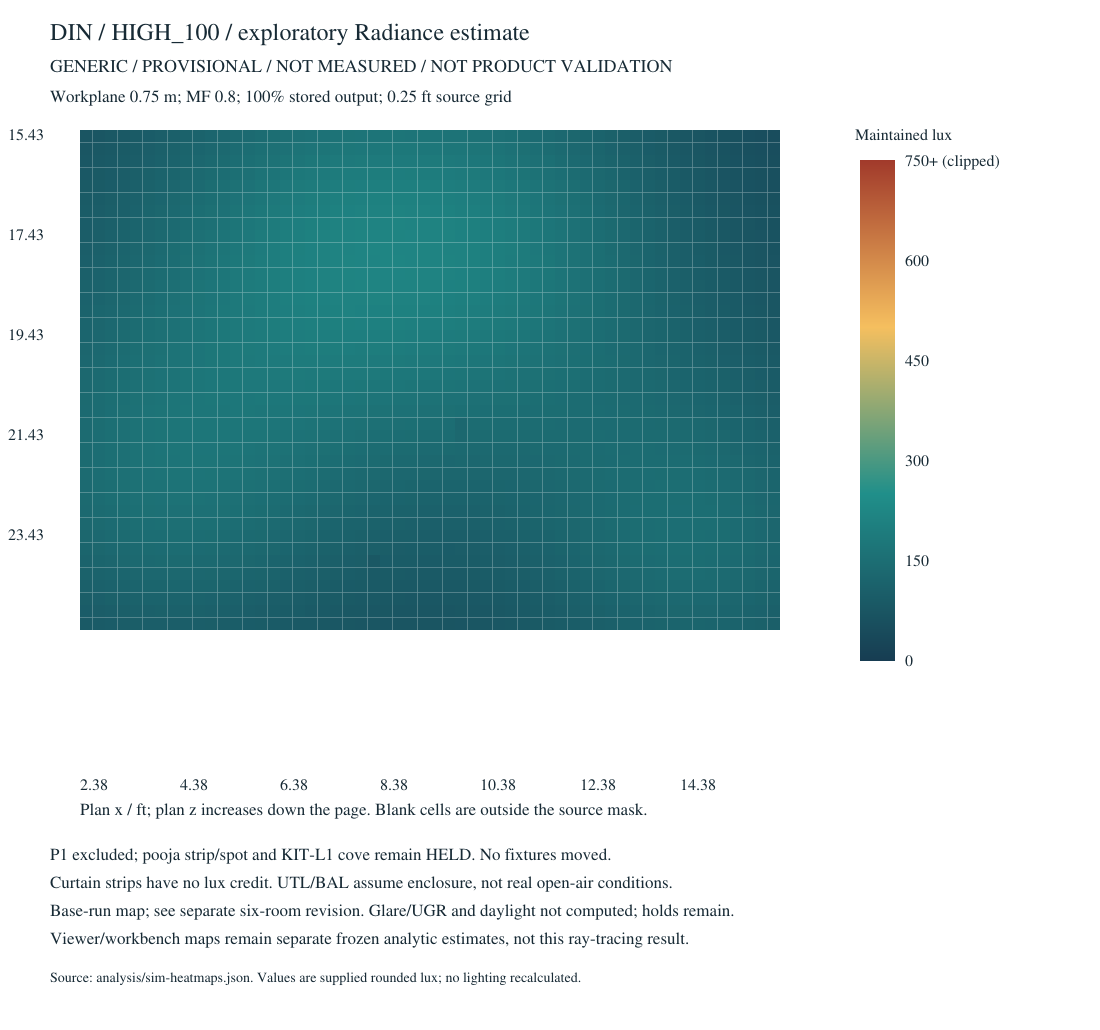 DIN / HIGH_100 / exploratory Radiance estimate
GENERIC / PROVISIONAL / NOT MEASURED / NOT PRODUCT VALIDATION
Workplane 0.75 m; MF 0.8; 100% stored output; 0.25 ft source grid
15.43
17.43
19.43
21.43
23.43
Maintained lux
750+ (clipped)
600
450
300
150
0
2.38 4.38 6.38 8.38 10.38 12.38 14.38
Plan x / ft; plan z increases down the page. Blank cells are outside the source mask.
P1 excluded; pooja strip/spot and KIT-L1 cove remain HELD. No fixtures moved.
Curtain strips have no lux credit. UTL/BAL assume enclosure, not real open-air conditions.
Base-run map; see separate six-room revision. Glare/UGR and daylight not computed; holds remain.
Viewer/workbench maps remain separate frozen analytic estimates, not this ray-tracing result.
Source: analysis/sim-heatmaps.json. Values are supplied rounded lux; no lighting recalculated.